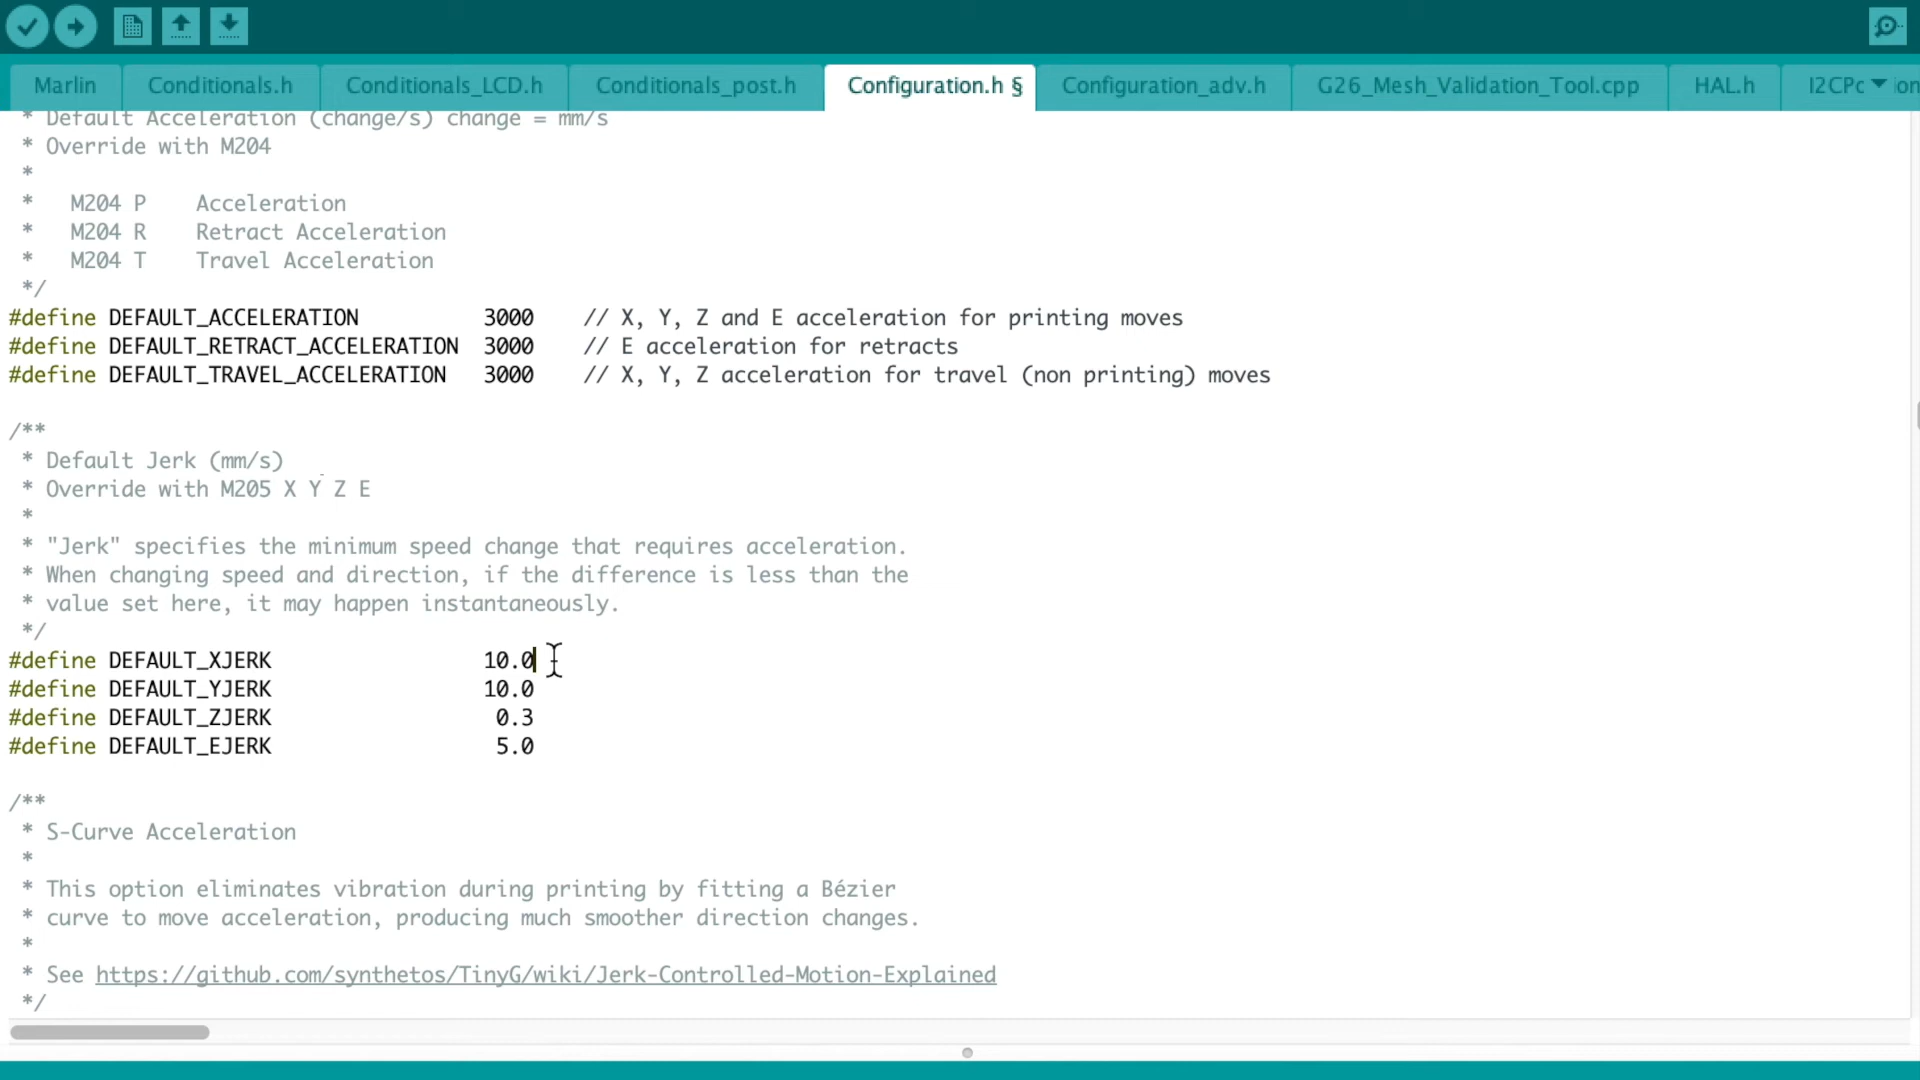 Marlin
Conditionals.h
Conditionals_LCD.h
Conditionals_post.h
Configuration.h §
Configuration_adv.h
G26_Mesh_Validation_Tool.cpp
HAL.h
I2CPc
ion
* Default Acceleration (change/s) change = mm/s
* Override with M204
*
*   M204 P    Acceleration
*   M204 R    Retract Acceleration
*   M204 T    Travel Acceleration
*/
#define DEFAULT_ACCELERATION          3000    // X, Y, Z and E acceleration for printing moves
#define DEFAULT_RETRACT_ACCELERATION  3000    // E acceleration for retracts
#define DEFAULT_TRAVEL_ACCELERATION   3000    // X, Y, Z acceleration for travel (non printing) moves
/**
* Default Jerk (mm/s)
* Override with M205 X Y Z E
*
* "Jerk" specifies the minimum speed change that requires acceleration.
* When changing speed and direction, if the difference is less than the
* value set here, it may happen instantaneously.
*/
#define DEFAULT_XJERK                 10.0
#define DEFAULT_YJERK                 10.0
#define DEFAULT_ZJERK                  0.3
#define DEFAULT_EJERK                  5.0
/**
* S-Curve Acceleration
*
* This option eliminates vibration during printing by fitting a Bézier
* curve to move acceleration, producing much smoother direction changes.
*
* See https://github.com/synthetos/TinyG/wiki/Jerk-Controlled-Motion-Explained
*/